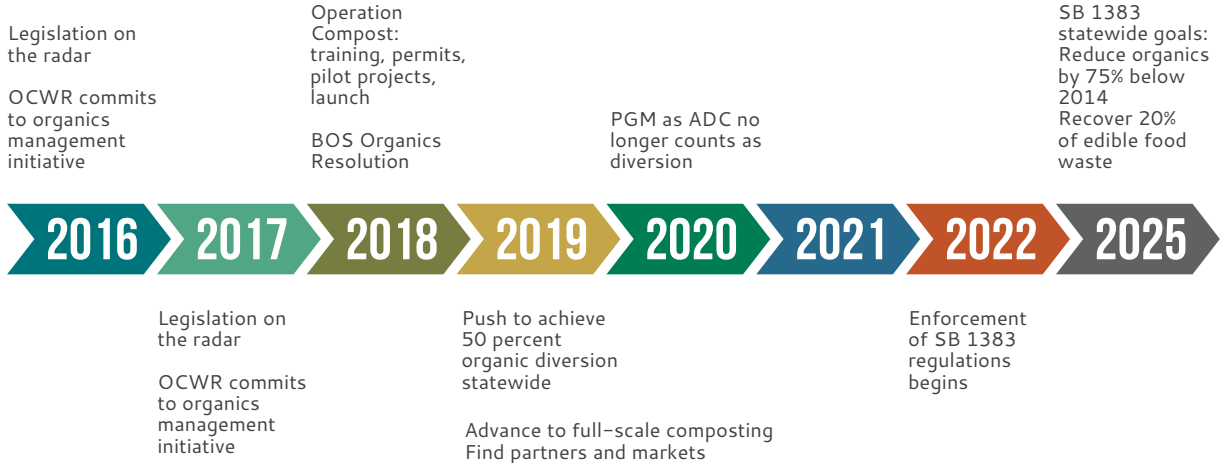 Legislation on
the radar
OCWR commits
to organics
management
initiative
Operation
Compost:
training, permits,
pilot projects,
launch
BOS Organics
Resolution
PGM as ADC no
longer counts as
diversion
SB 1383
statewide goals:
Reduce organics
by 75% below
2014
Recover 20%
of edible food
waste
2016
2017
2018
2019
2020
2021
2022
2025
Legislation on
the radar
OCWR commits
to organics
management
initiative
Push to achieve
50 percent
organic diversion
statewide
Advance to full-scale composting
Find partners and markets
Enforcement
of SB 1383
regulations
begins